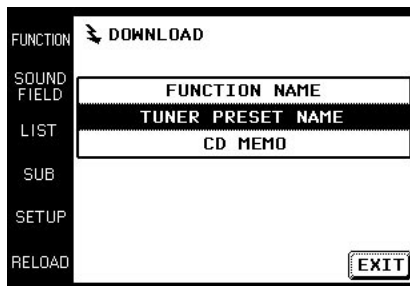 FUNCTION
SOUND
FIELD
LIST
SUB
SETUP
RELOAD
DOWNLOAD
FUNCTION NAME
TUNER PRESET NAME
CD MEMO
EXIT